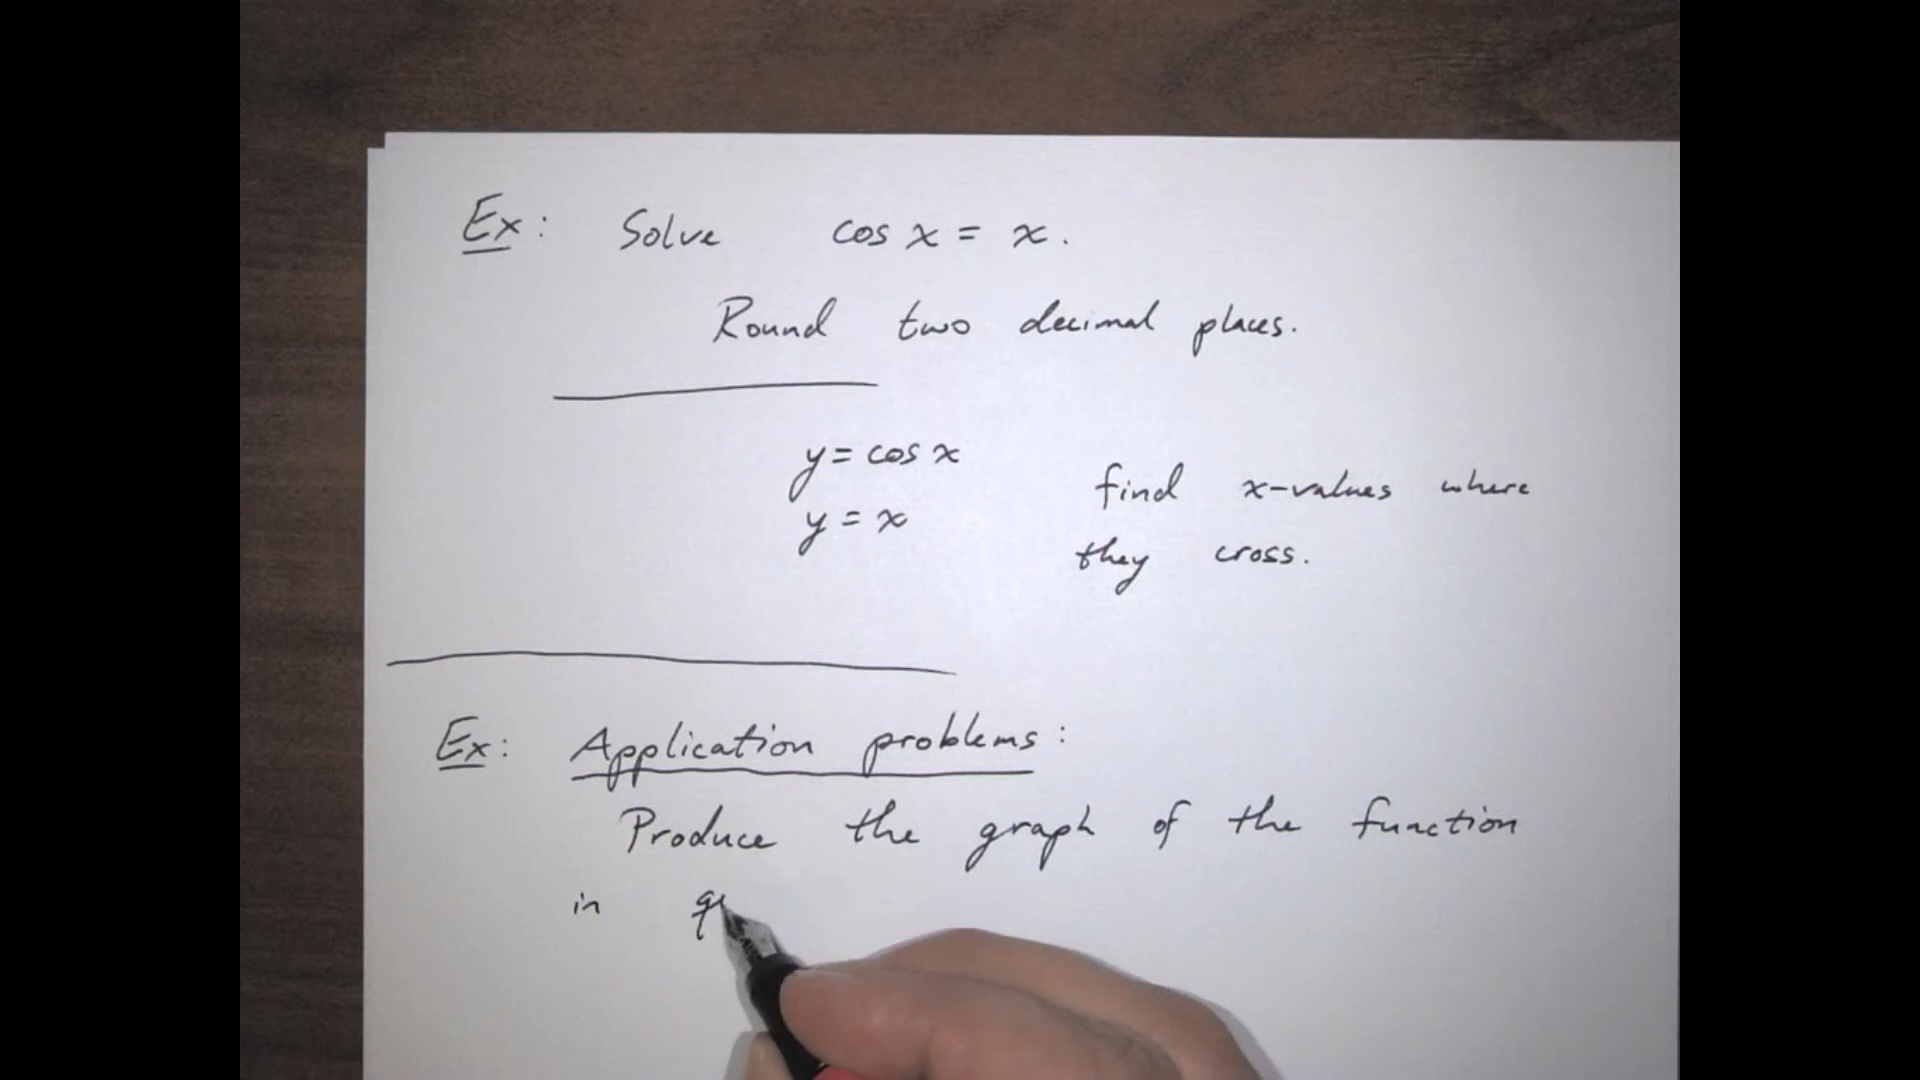 Ex: Solve cos x = x.
Round two decimal places.
y = cos x
y = x
find x-values where
they cross.
Ex: Application problems:
Produce the graph of the function
in